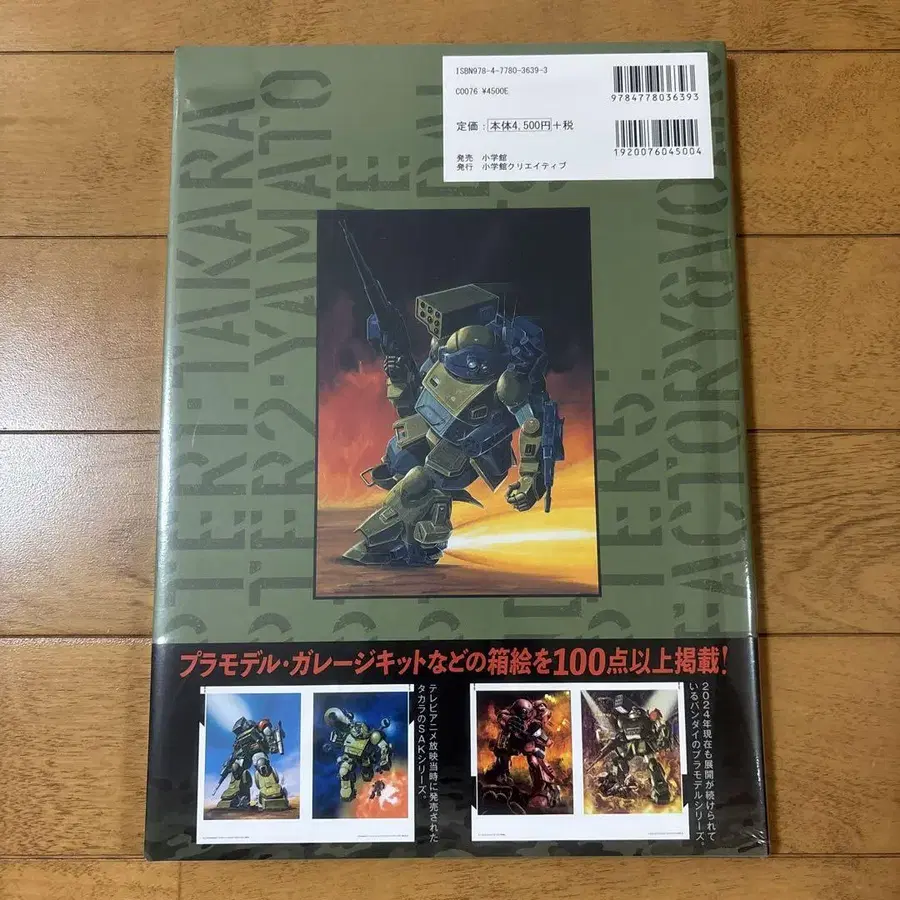 ISBN978-4-7780-3639-3
C0076 ¥4500E
定価：本体4,500円+税
発売 小学館
発行 小学館クリエイティブ
9784778036393
1920076045004
PTER1:TAKARA
PTER2:YAMATO
FACTORY&VO
プラモデル・ガレージキットなどの箱絵を100点以上掲載！
テレビアニメ放映当時に発売された
タカラのSAKシリーズ。
2024年現在も展開が続けられて
いるバンダイのプラモデルシリーズ。